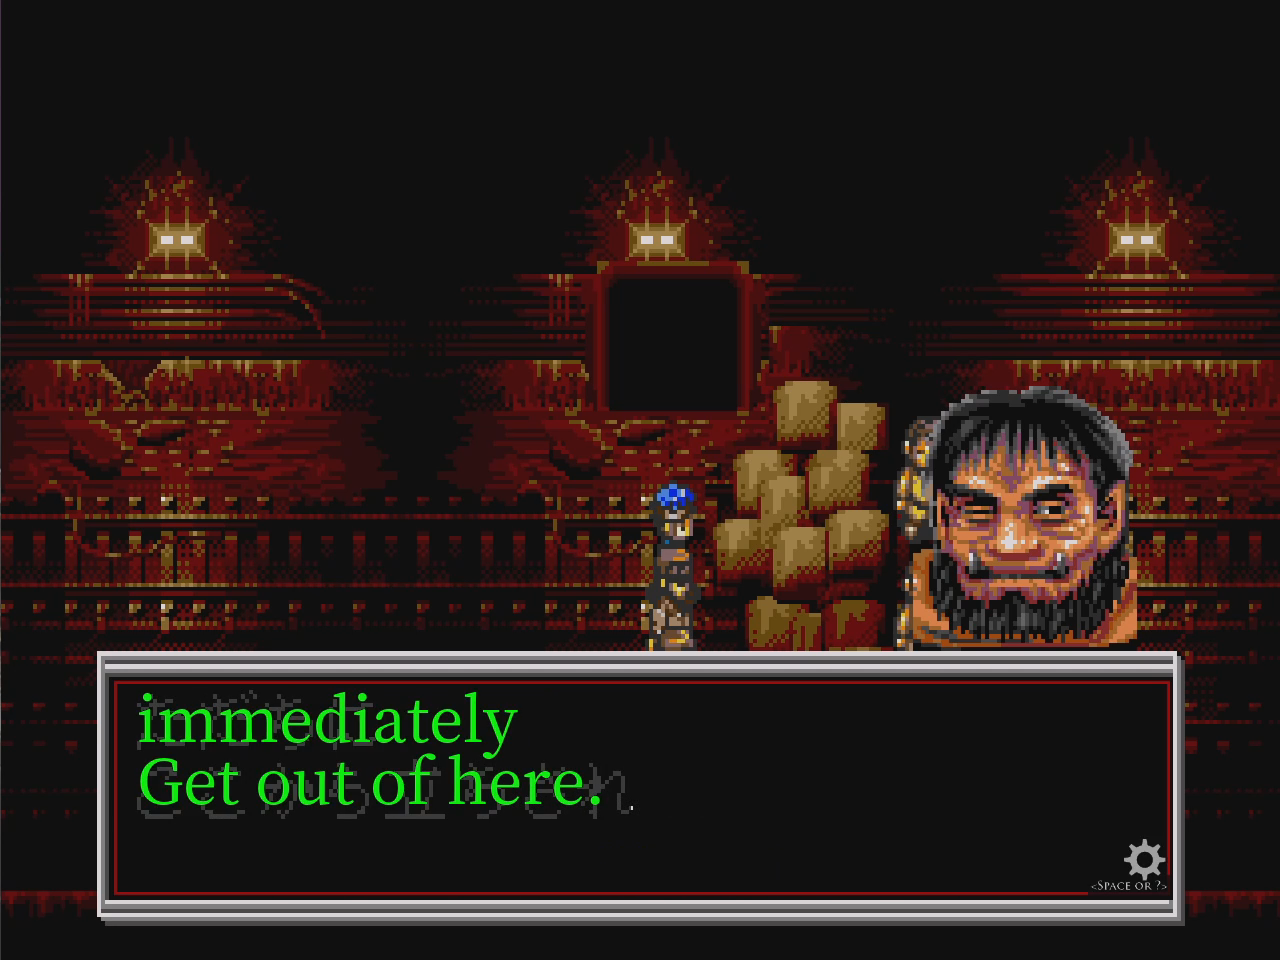 immediately
Get out of here.
<SPACE OR ?>